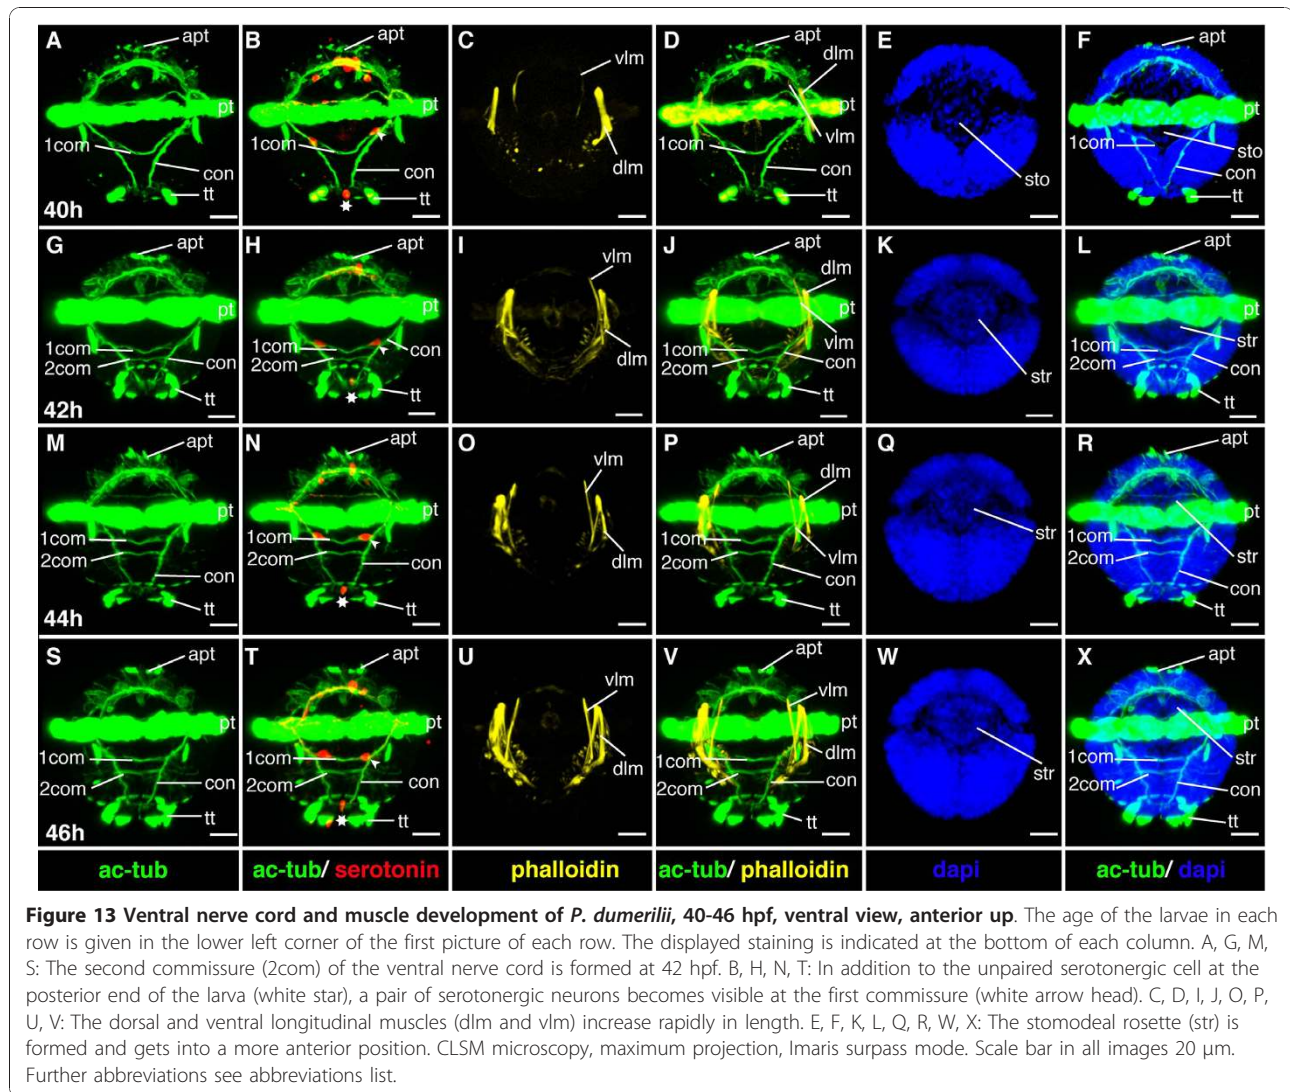 A apt 1com con tt 40h
B apt pt 1com con tt
C vlm dlm
D apt dlm pt vlm 1com con
E sto
F apt pt sto con tt 1com
G apt 1com 2com con tt 42h
H apt pt 1com 2com con tt
I vlm dlm
J apt dlm pt 1com 2com vlm con tt
K str
L apt pt 1com 2com str con tt
M apt 1com 2com con tt 44h
N apt pt 1com 2com con tt
O vlm dlm
P apt dlm pt 1com 2com vlm con tt
Q str
R apt pt 1com 2com str con tt
S apt 1com 2com con tt 46h
T apt pt 1com 2com con tt
U vlm dlm
V apt vlm pt 1com dlm 2com con tt
W str
X apt pt 1com str 2com con tt
ac-tub ac-tub/ serotonin phalloidin ac-tub/ phalloidin dapi ac-tub/ dapi
Figure 13 Ventral nerve cord and muscle development of P. dumerilii, 40-46 hpf, ventral view, anterior up. The age of the larvae in each
row is given in the lower left corner of the first picture of each row. The displayed staining is indicated at the bottom of each column. A, G, M,
S: The second commissure (2com) of the ventral nerve cord is formed at 42 hpf. B, H, N, T: In addition to the unpaired serotonergic cell at the
posterior end of the larva (white star), a pair of serotonergic neurons becomes visible at the first commissure (white arrow head). C, D, I, J, O, P,
U, V: The dorsal and ventral longitudinal muscles (dlm and vlm) increase rapidly in length. E, F, K, L, Q, R, W, X: The stomodeal rosette (str) is
formed and gets into a more anterior position. CLSM microscopy, maximum projection, Imaris surpass mode. Scale bar in all images 20 μm.
Further abbreviations see abbreviations list.